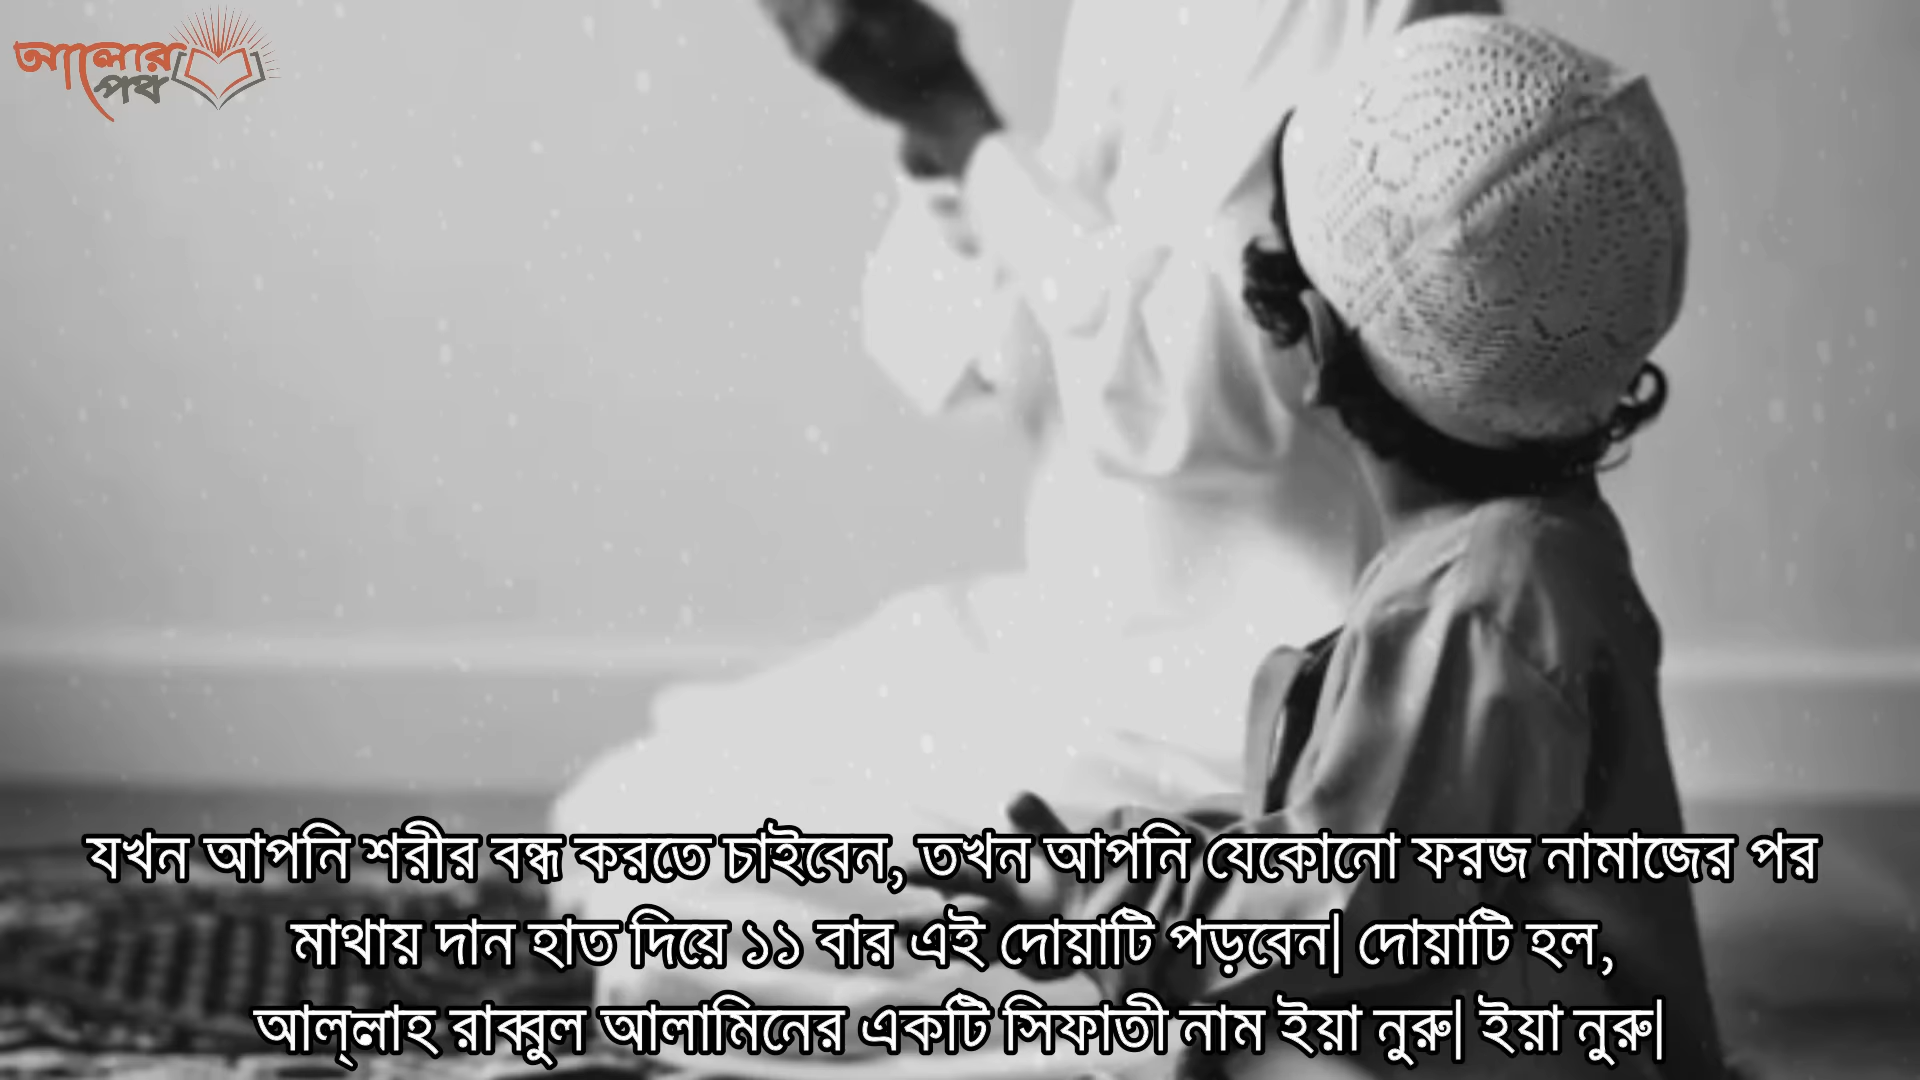 আলোর
পথ
যখন আপনি শরীর বন্ধ করতে চাইবেন, তখন আপনি যেকোনো ফরজ নামাজের পর
মাথায় দান হাত দিয়ে ১১ বার এই দোয়াটি পড়বেন| দোয়াটি হল,
আল্লাহ রাব্বুল আলামিনের একটি সিফাতী নাম ইয়া নুরু| ইয়া নুরু|